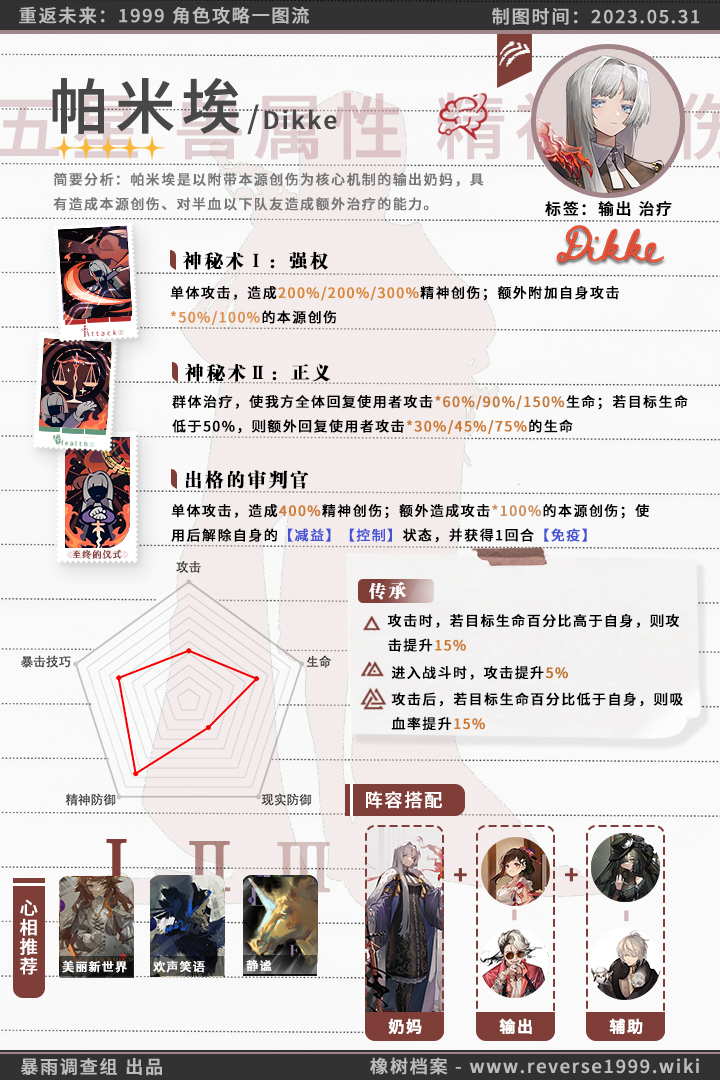 重返未来：1999 角色攻略一图流
制图时间：2023.05.31
帕米埃/Dikke
简要分析：帕米埃是以附带本源创伤为核心机制的输出奶妈，具
有造成本源创伤、对半血以下队友造成额外治疗的能力。
标签：输出 治疗
Dikke
神秘术 I ：强权
单体攻击，造成200%/200%/300%精神创伤；额外附加自身攻击
*50%/100%的本源创伤
Attack
神秘术 II ：正义
群体治疗，使我方全体回复使用者攻击*60%/90%/150%生命；若目标生命
低于50%，则额外回复使用者攻击*30%/45%/75%的生命
Health
出格的审判官
单体攻击，造成400%精神创伤；额外造成攻击*100%的本源创伤；使
用后解除自身的【减益】【控制】状态，并获得1回合【免疫】
至终的仪式
攻击
生命
现实防御
精神防御
暴击技巧
传承
攻击时，若目标生命百分比高于自身，则攻
击提升15%
进入战斗时，攻击提升5%
攻击后，若目标生命百分比低于自身，则吸
血率提升15%
阵容搭配
奶妈
输出
辅助
I II III
心相推荐
美丽新世界
欢声笑语
静谧
暴雨调查组 出品
橡树档案 - www.reverse1999.wiki